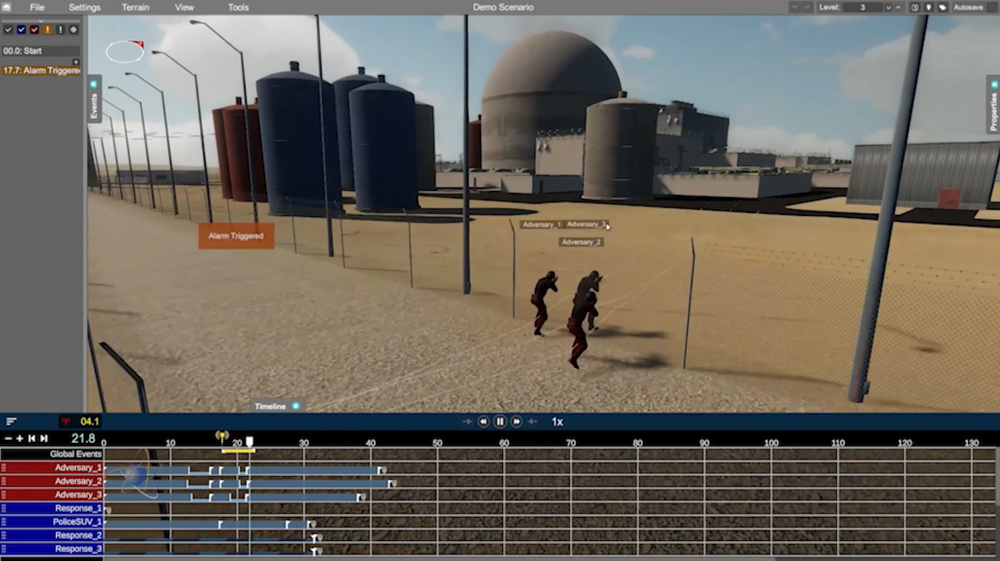 File Settings Terrain View Tools Demo Scenario Level: 3 Autosave
00.0: Start
17.7: Alarm Triggere
Events
Properties
Adversary_1 Adversary_3
Alarm Triggered
Adversary_2
Timeline
04.1 1x
21.8 0 10 20 30 40 50 60 70 80 90 100 110 120 130
Global Events
Adversary_1
Adversary_2
Adversary_3
Response_1
PoliceSUV_1
Response_2
Response_3